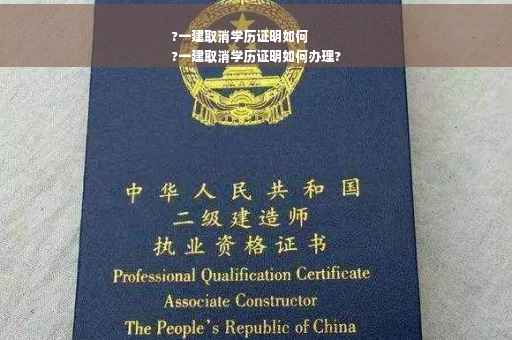 ?一建取消学历证明如何
?一建取消学历证明如何办理?
中华人民共和国
二级建造师
执业资格证书
Professional Qualification Certificate
Associate Constructor
The People's Republic of China